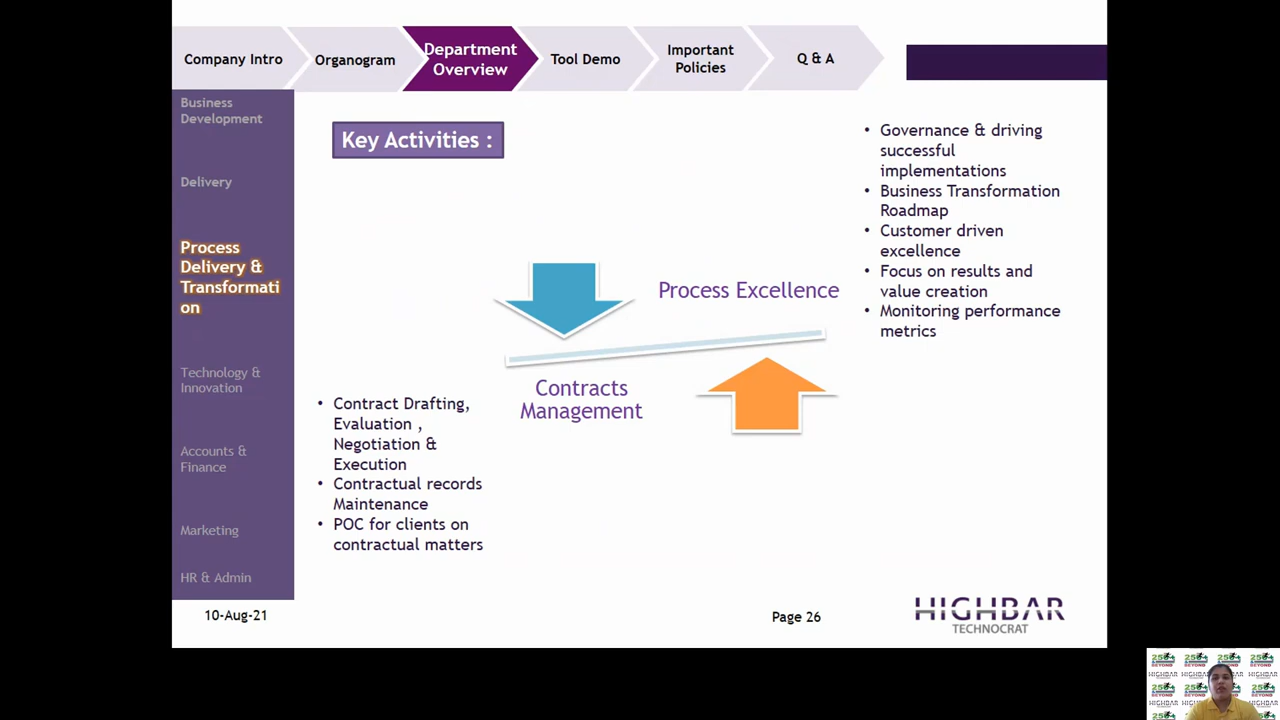 Company Intro
Organogram
Department
Overview
Tool Demo
Important
Policies
Q & A
Business
Development
Delivery
Process
Delivery &
Transformati
on
Technology &
Innovation
Accounts &
Finance
Marketing
HR & Admin
Key Activities :
• Governance & driving
successful
implementations
• Business Transformation
Roadmap
• Customer driven
excellence
• Focus on results and
value creation
• Monitoring performance
metrics
Process Excellence
Contracts
Management
• Contract Drafting,
Evaluation ,
Negotiation &
Execution
• Contractual records
Maintenance
• POC for clients on
contractual matters
10-Aug-21
Page 26
HIGHBAR
TECHNOCRAT